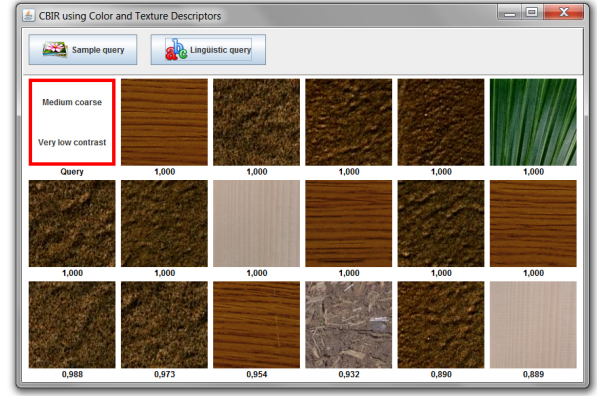 CBIR using Color and Texture Descriptors
Sample query
abc Lingüistic query
Medium coarse
Very low contrast
Query 1,000 1,000 1,000 1,000 1,000
1,000 1,000 1,000 1,000 1,000 1,000
0,988 0,973 0,954 0,932 0,890 0,889